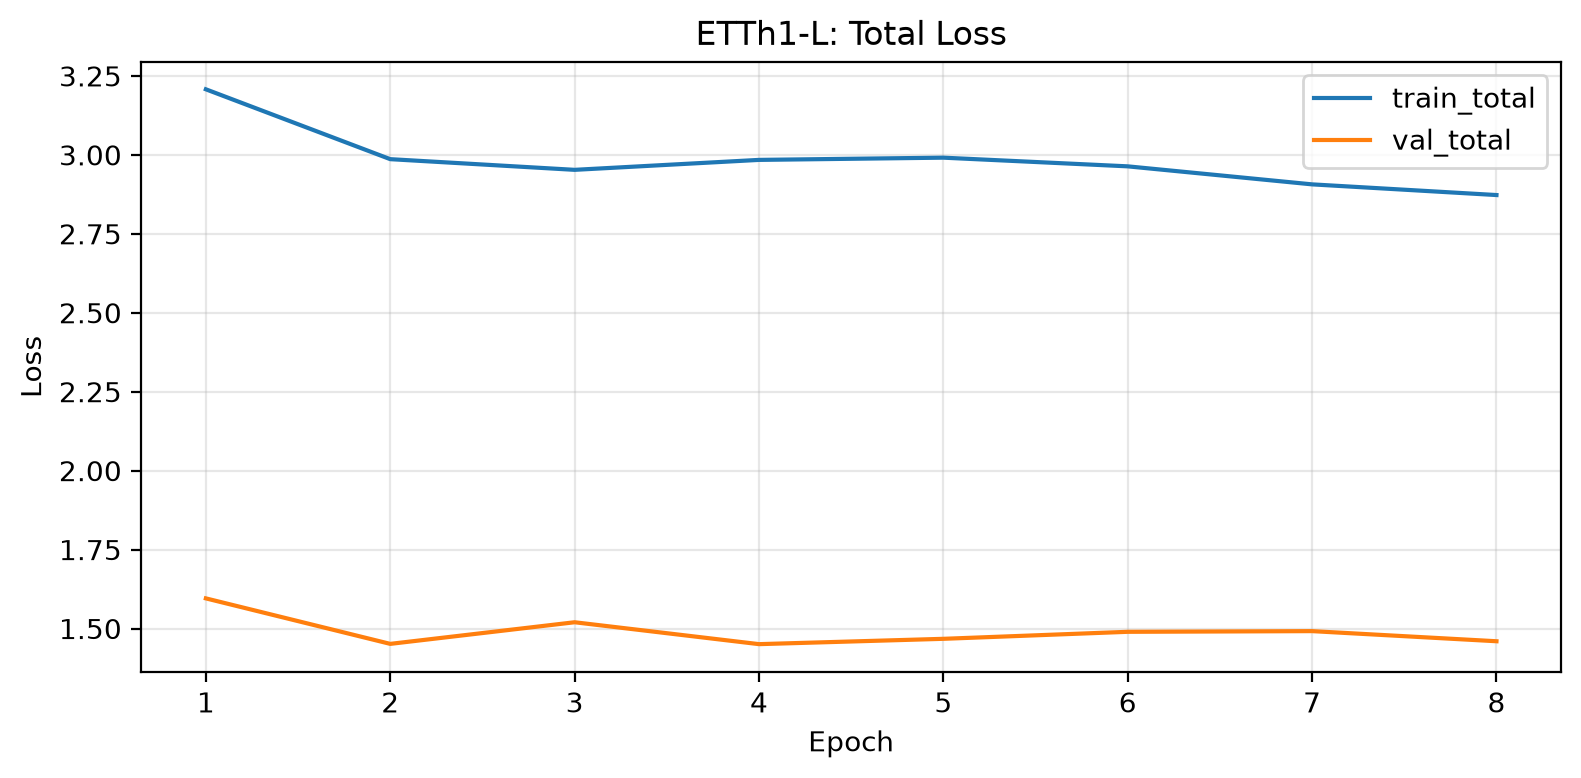 ETTh1-L: Total Loss
3.25
3.00
2.75
2.50
2.25
2.00
1.75
1.50
Loss
train_total
val_total
1 2 3 4 5 6 7 8
Epoch